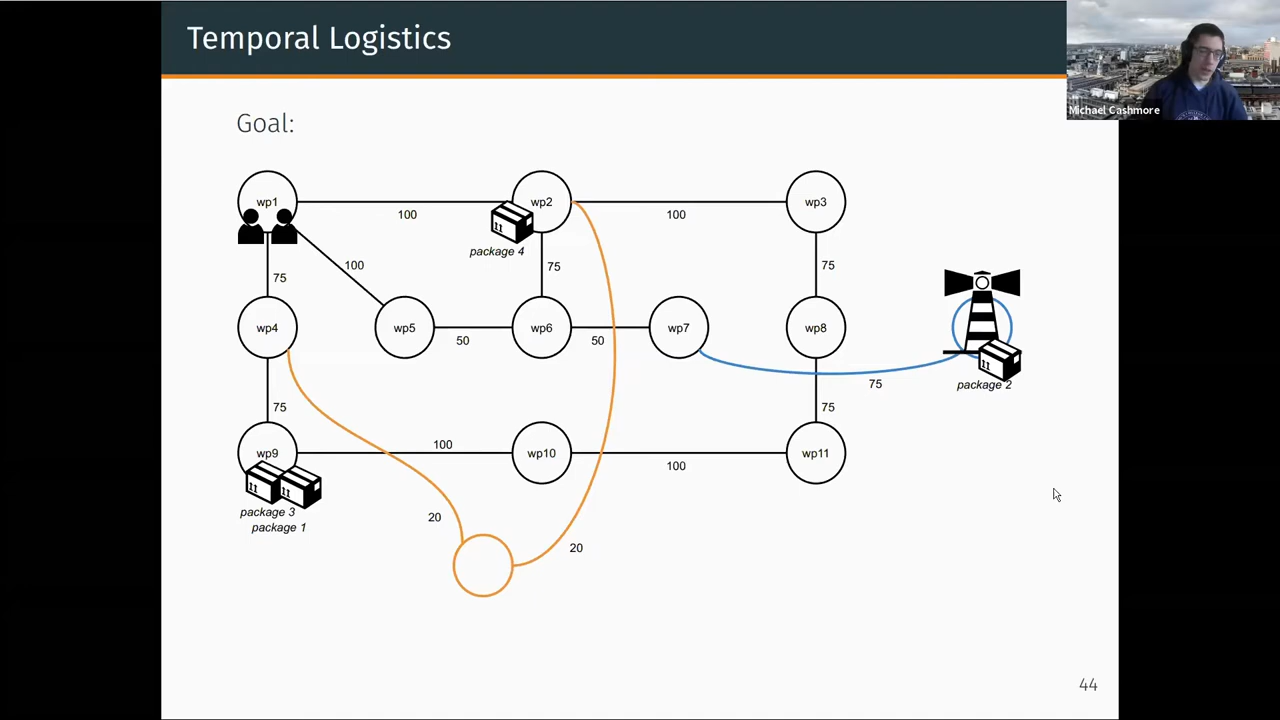 Temporal Logistics
Michael Cashmore
Goal:
wp1
100
wp2
100
wp3
package 4
75
100
75
75
wp4
wp5
50
wp6
50
wp7
wp8
75
package 2
75
100
75
wp9
wp10
100
wp11
package 3
package 1
20
20
44